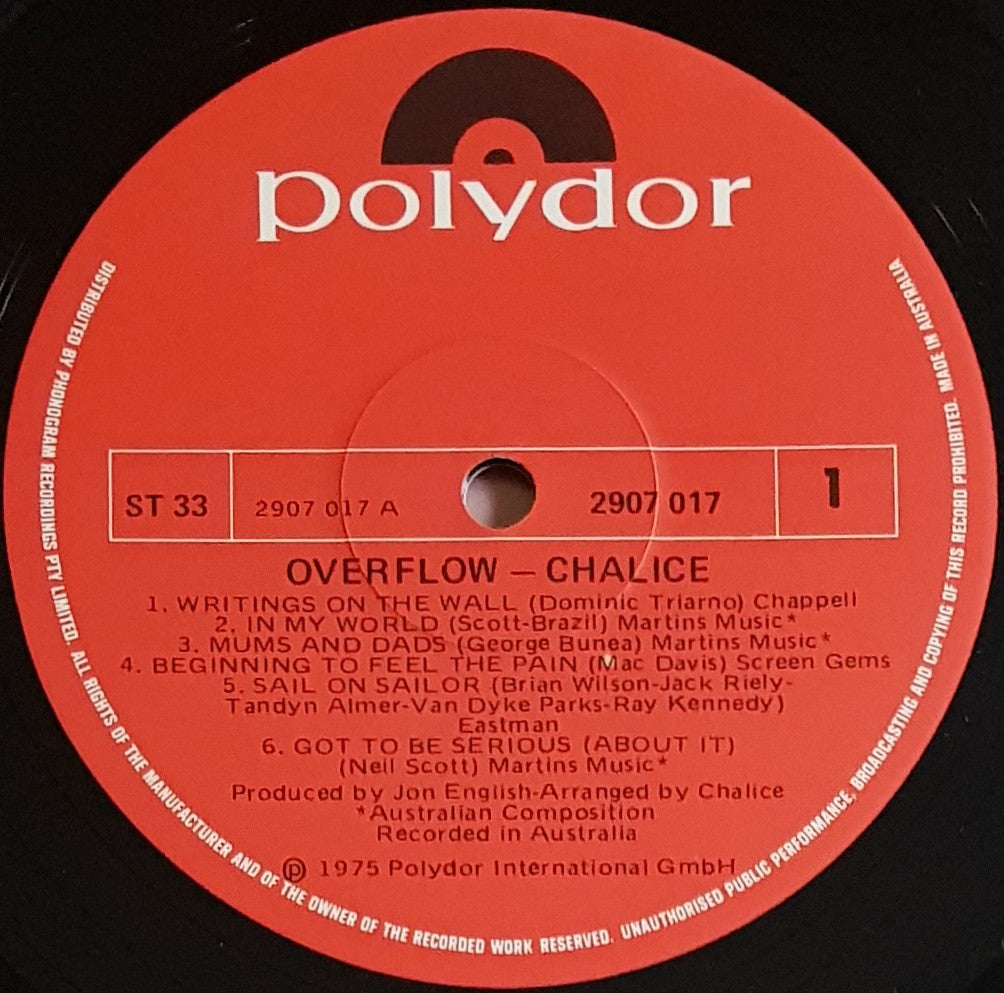 polydor
DISTRIBUTED BY PHONOGRAM RECORDINGS PTY LIMITED. ALL RIGHTS OF THE MANUFACTURER AND OF THE OWNER OF THE RECORDED WORK RESERVED. UNAUTHORISED PUBLIC PERFORMANCE, BROADCASTING AND COPYING OF THIS RECORD PROHIBITED. MADE IN AUSTRALIA
ST 33 2907 017 A 2907 017 1
OVERFLOW – CHALICE
1. WRITINGS ON THE WALL (Dominic Triarno) Chappell
2. IN MY WORLD (Scott-Brazil) Martins Music*
3. MUMS AND DADS (George Bunea) Martins Music*
4. BEGINNING TO FEEL THE PAIN (Mac Davis) Screen Gems
5. SAIL ON SAILOR (Brian Wilson-Jack Riely-
Tandyn Almer-Van Dyke Parks-Ray Kennedy)
Eastman
6. GOT TO BE SERIOUS (ABOUT IT)
(Neil Scott) Martins Music*
Produced by Jon English-Arranged by Chalice
*Australian Composition
Recorded in Australia
℗ 1975 Polydor International GmbH